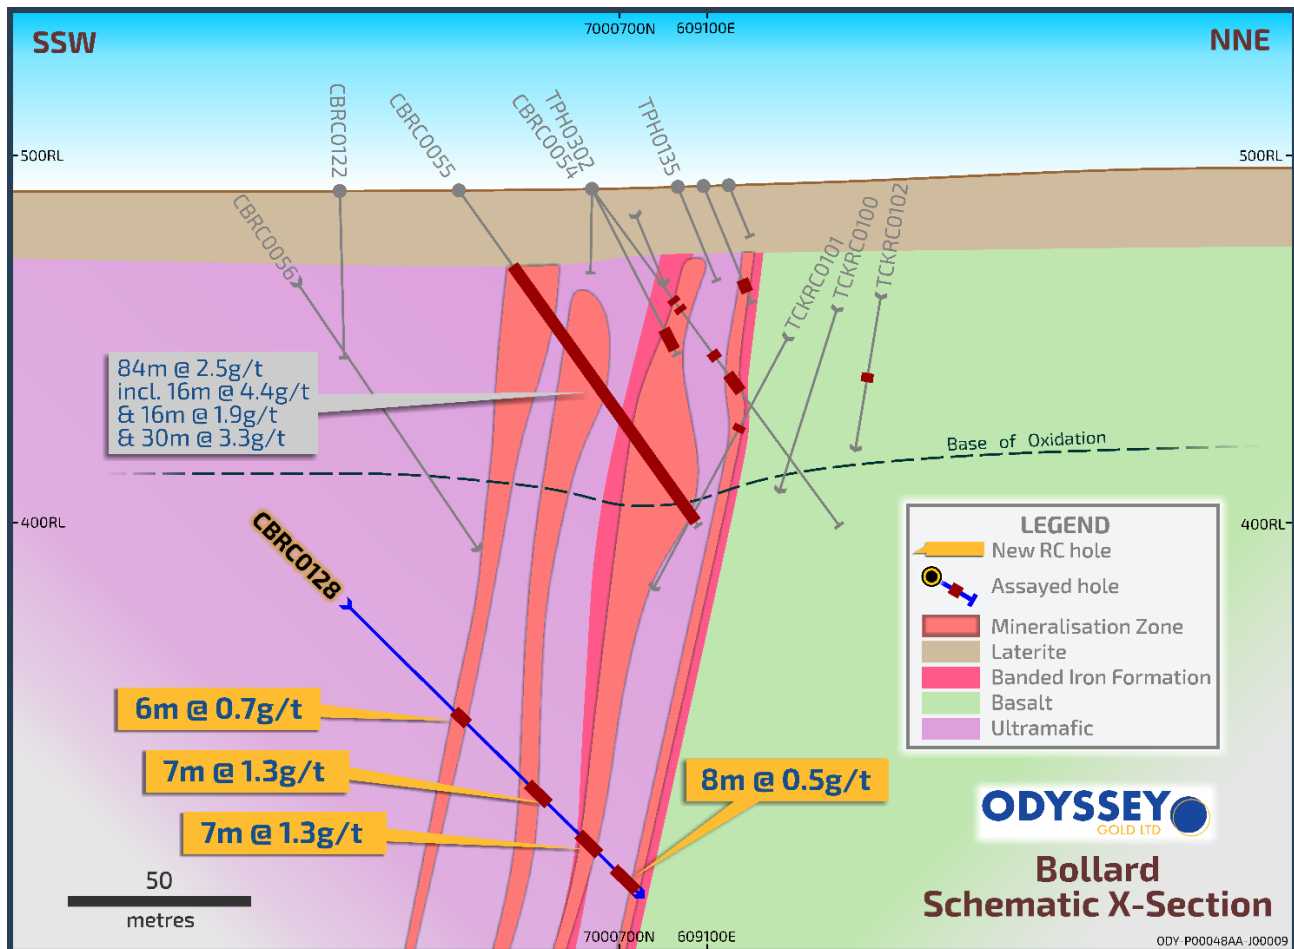 SSW
7000700N
609100E
NNE
500RL
500RL
CBRC0122
CBRC0055
CBRC0054
TPH0302
TPH0135
CBRC0056
TCKRC0101
TCKRC0100
TCKRC0102
84m @ 2.5g/t
incl. 16m @ 4.4g/t
& 16m @ 1.9g/t
& 30m @ 3.3g/t
Base of Oxidation
400RL
400RL
CBRC0128
LEGEND
New RC hole
Assayed hole
Mineralisation Zone
Laterite
Banded Iron Formation
Basalt
Ultramafic
6m @ 0.7g/t
7m @ 1.3g/t
7m @ 1.3g/t
8m @ 0.5g/t
ODYSSEY
GOLD LTD
Bollard
Schematic X-Section
50
metres
7000700N
609100E
ODY-P00048AA-J00009